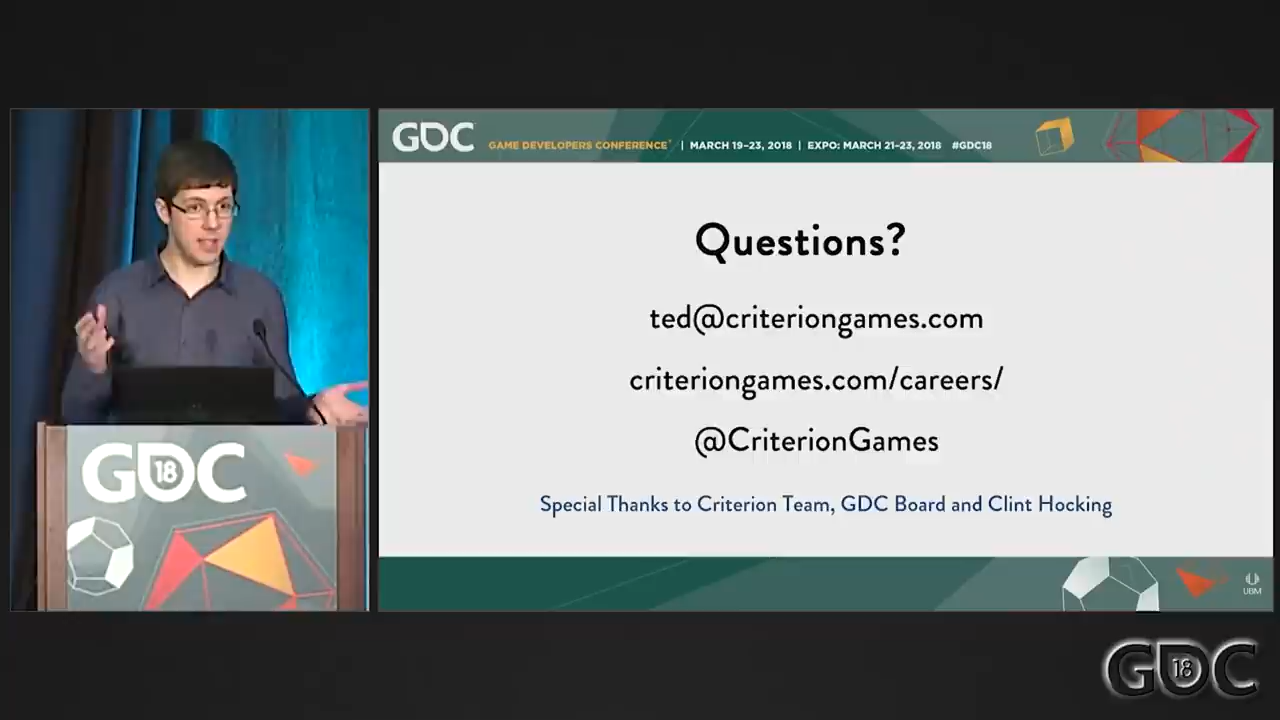 GDC
GAME DEVELOPERS CONFERENCE | MARCH 19–23, 2018 | EXPO: MARCH 21–23, 2018 #GDC18
Questions?
ted@criteriongames.com
criteriongames.com/careers/
@CriterionGames
Special Thanks to Criterion Team, GDC Board and Clint Hocking
UBM
GDC
18
GDC
18